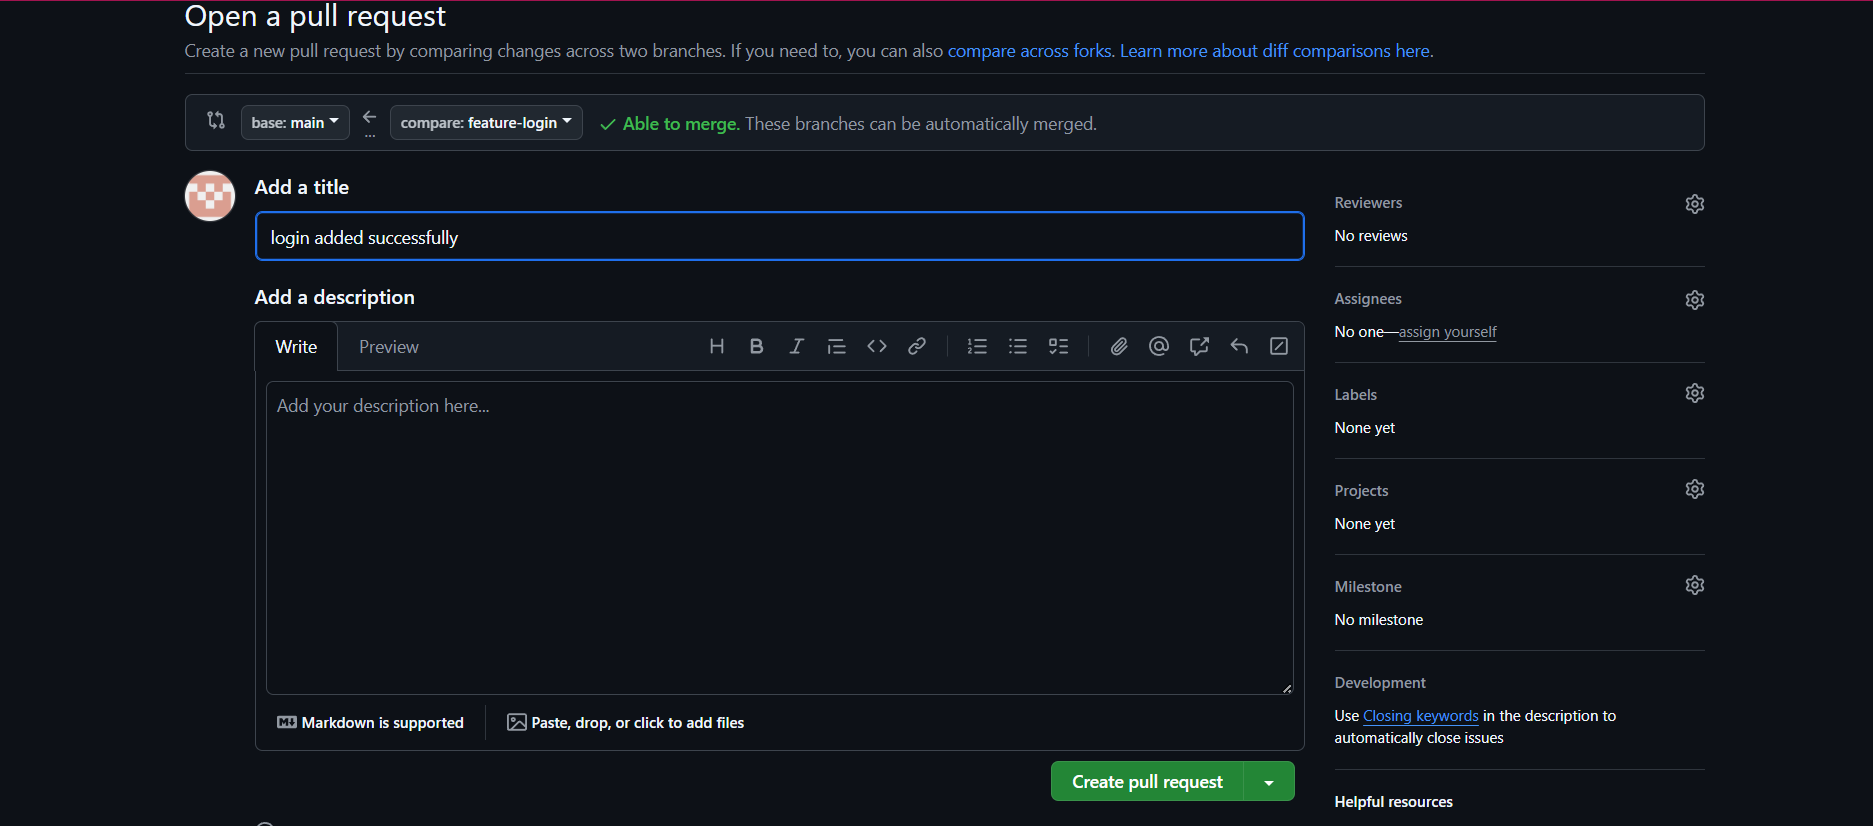 Open a pull request
Create a new pull request by comparing changes across two branches. If you need to, you can also compare across forks. Learn more about diff comparisons here.
base: main
...
compare: feature-login
Able to merge. These branches can be automatically merged.
Add a title
login added successfully
Add a description
Write
Preview
Add your description here...
Markdown is supported
Paste, drop, or click to add files
Create pull request
Reviewers
No reviews
Assignees
No one—assign yourself
Labels
None yet
Projects
None yet
Milestone
No milestone
Development
Use Closing keywords in the description to
automatically close issues
Helpful resources